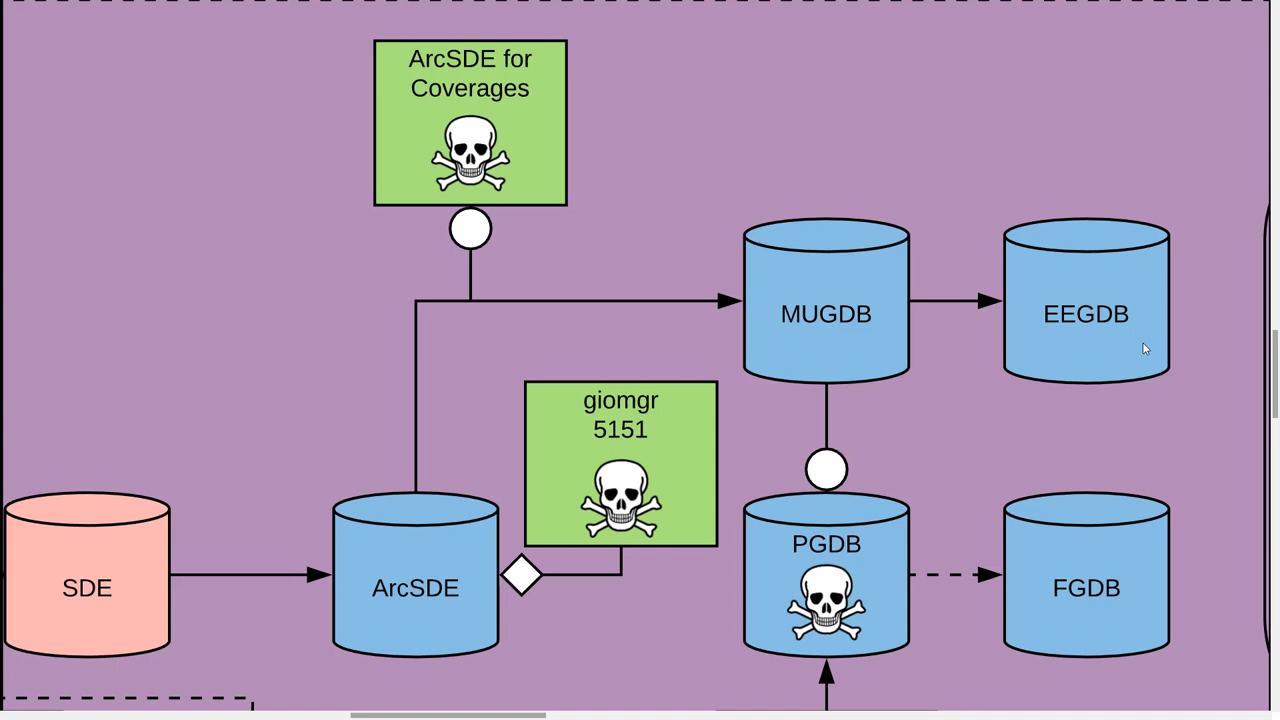 ArcSDE for
Coverages
MUGDB
EEGDB
giomgr
5151
PGDB
SDE
ArcSDE
FGDB